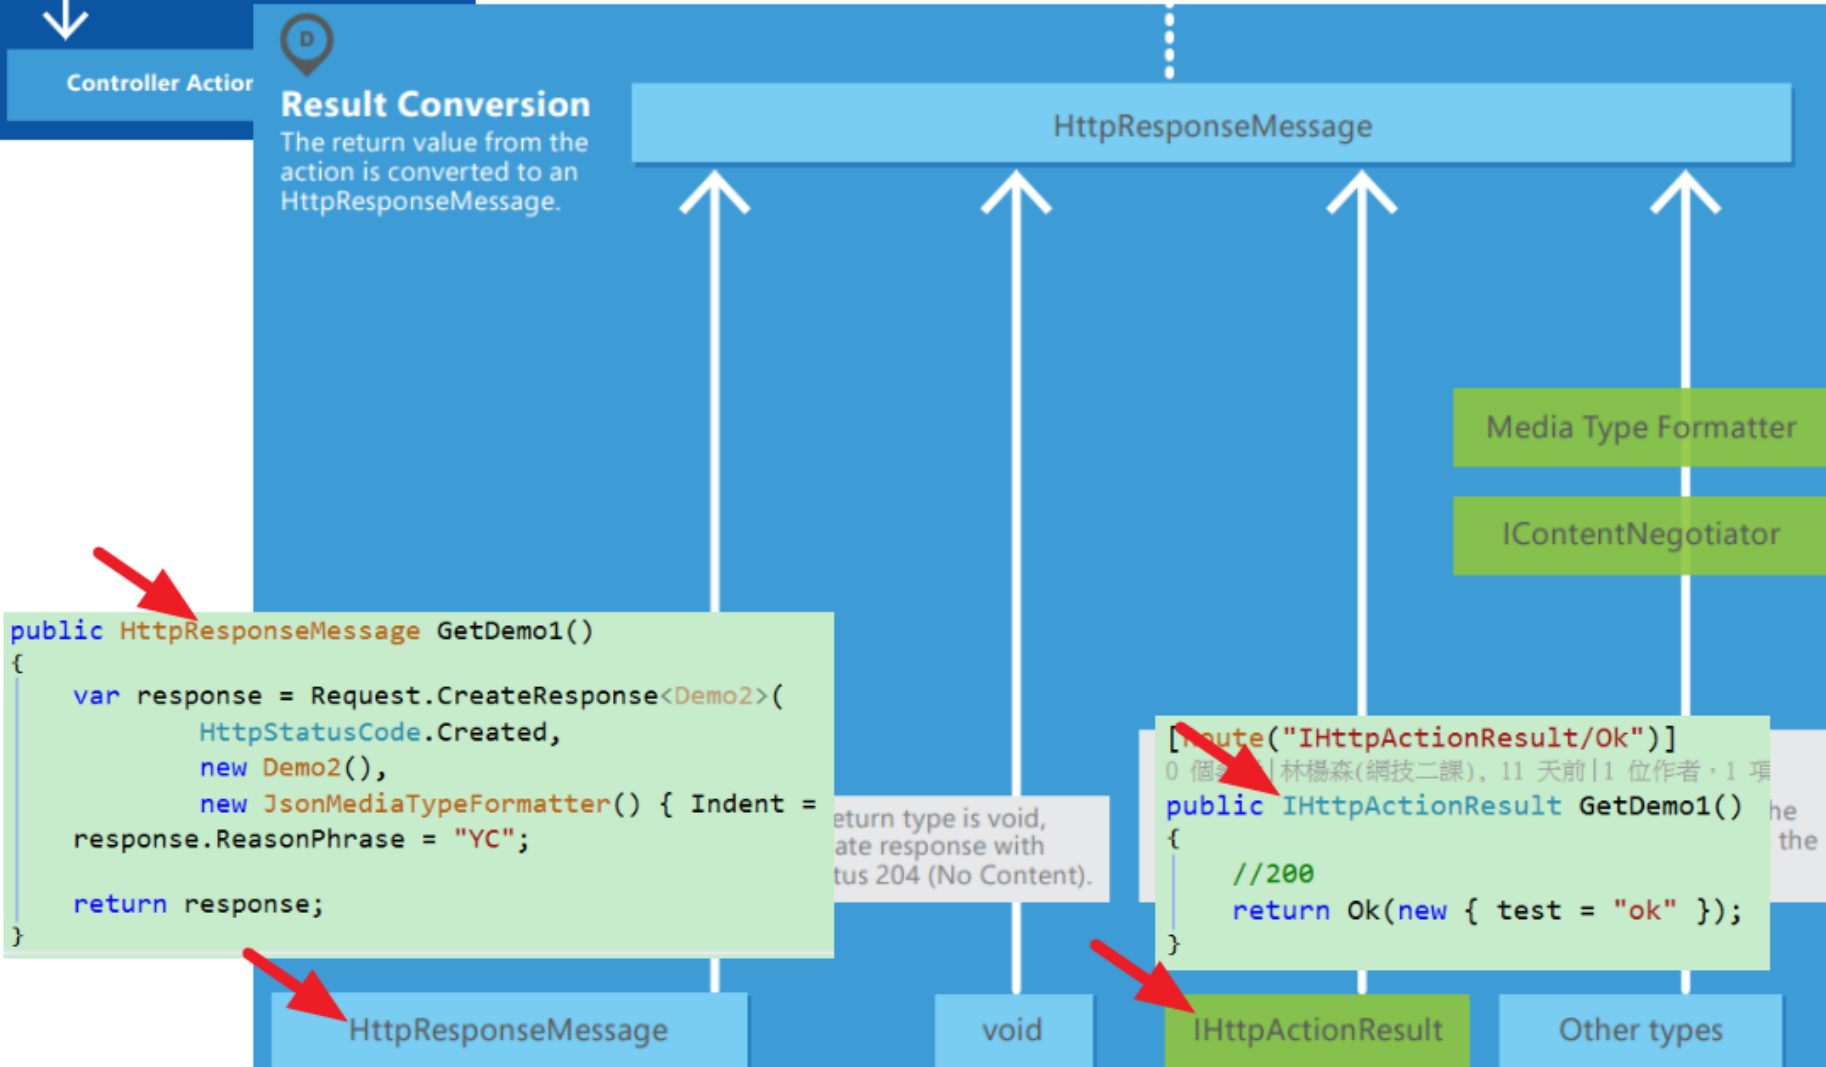 Controller Action
D
Result Conversion
The return value from the
action is converted to an
HttpResponseMessage.
HttpResponseMessage
Media Type Formatter
IContentNegotiator
public HttpResponseMessage GetDemo1()
{
var response = Request.CreateResponse<Demo2>(
HttpStatusCode.Created,
new Demo2(),
new JsonMediaTypeFormatter() { Indent =
response.ReasonPhrase = "YC";
return response;
}
eturn type is void,
ate response with
tus 204 (No Content).
[Route("IHttpActionResult/Ok")]
0 個 | 林楊森(網技二課), 11 天前 | 1 位作者，1 項
public IHttpActionResult GetDemo1()
{
//200
return Ok(new { test = "ok" });
}
he
the
HttpResponseMessage
void
IHttpActionResult
Other types